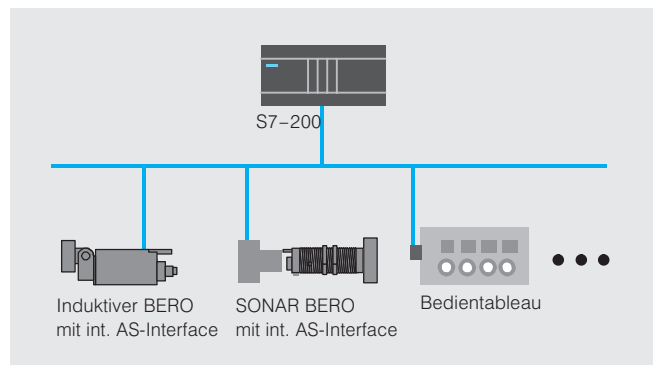 S7–200
Induktiver BERO
mit int. AS-Interface
SONAR BERO
mit int. AS-Interface
Bedientableau